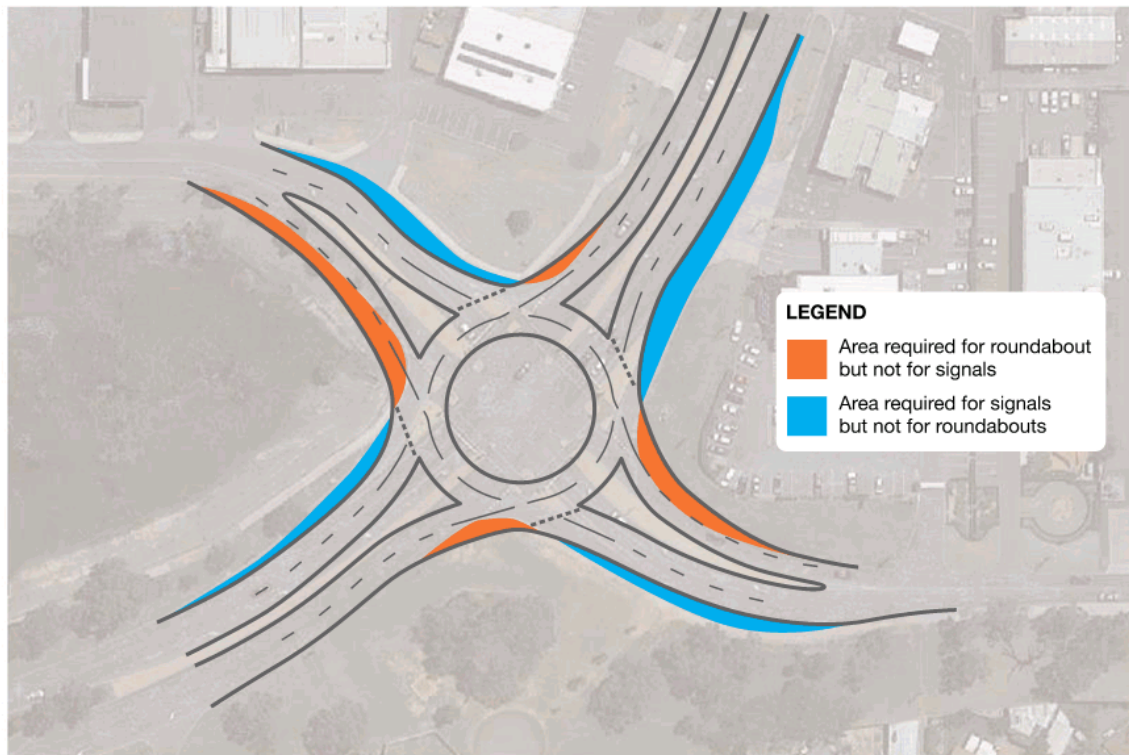 LEGEND
Area required for roundabout
but not for signals
Area required for signals
but not for roundabouts